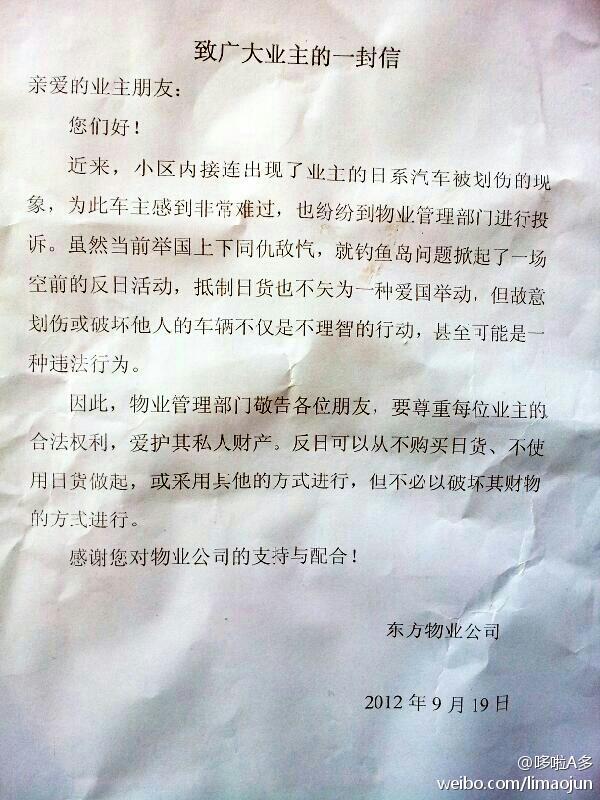 致广大业主的一封信
亲爱的业主朋友：
您们好！
近来，小区内接连出现了业主的日系汽车被划伤的现
象，为此车主感到非常难过，也纷纷到物业管理部门进行投
诉。虽然当前举国上下同仇敌忾，就钓鱼岛问题掀起了一场
空前的反日活动，抵制日货也不矢为一种爱国举动，但故意
划伤或破坏他人的车辆不仅是不理智的行动，甚至可能是一
种违法行为。
因此，物业管理部门敬告各位朋友，要尊重每位业主的
合法权利，爱护其私人财产。反日可以从不购买日货、不使
用日货做起，或采用其他的方式进行，但不必以破坏其财物
的方式进行。
感谢您对物业公司的支持与配合！
东方物业公司
2012 年 9 月 19 日
@哆啦A多
weibo.com/limaojun